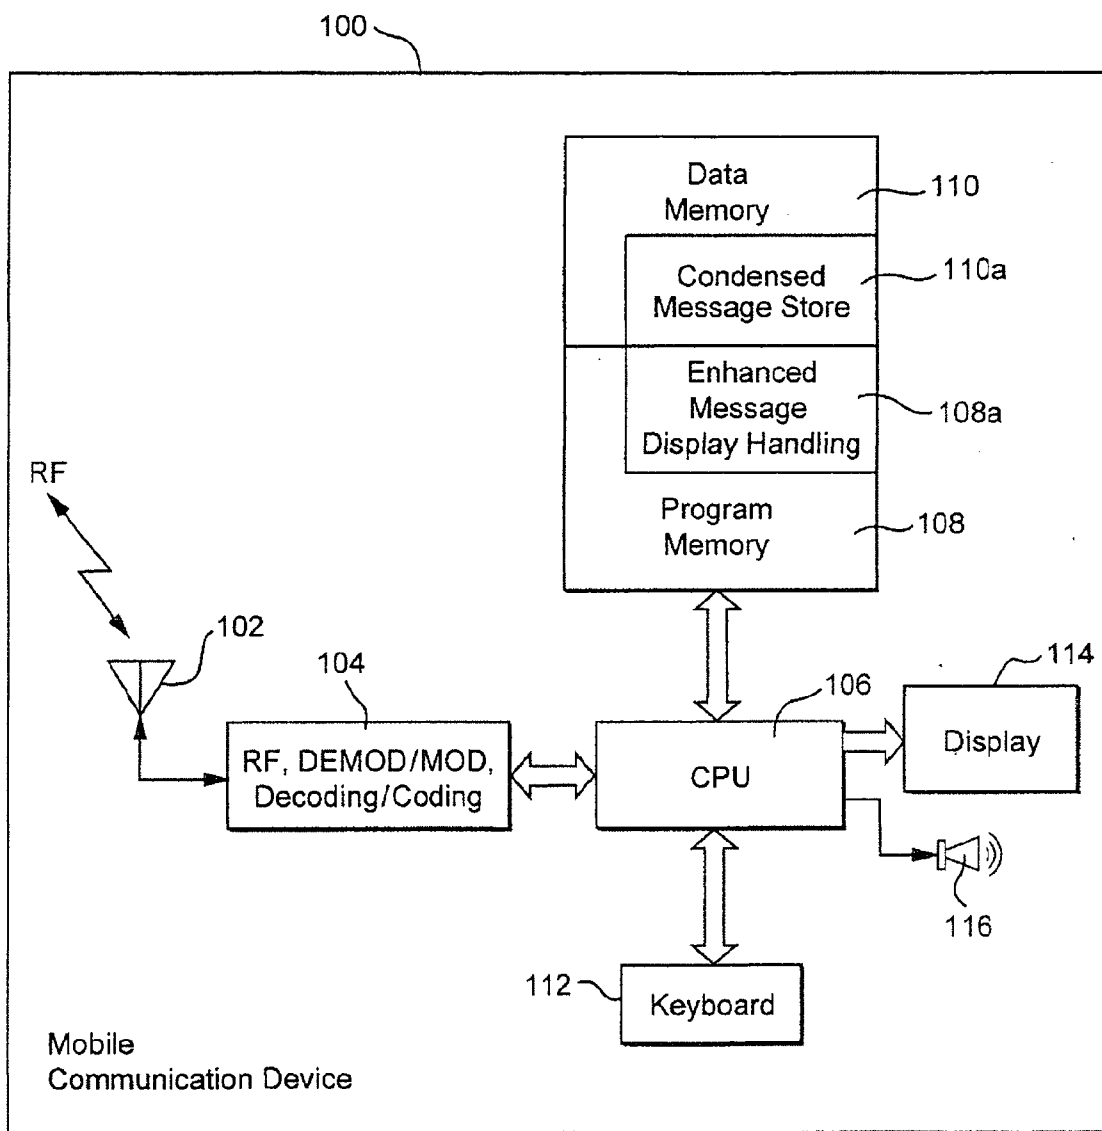 100
Data
Memory
110
Condensed
Message Store
110a
Enhanced
Message
Display Handling
108a
RF
Program
Memory
108
102
104
106
114
RF, DEMOD/MOD,
Decoding/Coding
CPU
Display
116
112
Keyboard
Mobile
Communication Device